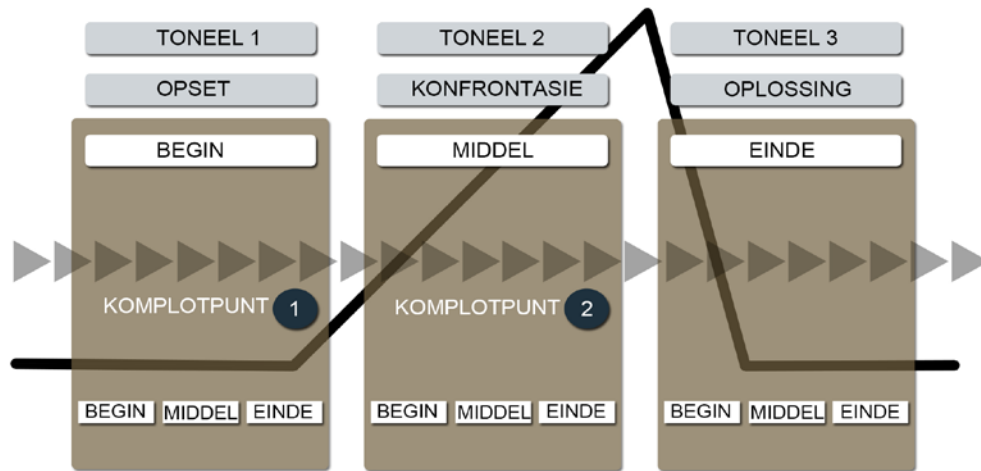 TONEEL 1
TONEEL 2
TONEEL 3
OPSET
KONFRONTASIE
OPLOSSING
BEGIN
MIDDEL
EINDE
KOMPLOTPUNT 1
KOMPLOTPUNT 2
BEGIN MIDDEL EINDE
BEGIN MIDDEL EINDE
BEGIN MIDDEL EINDE